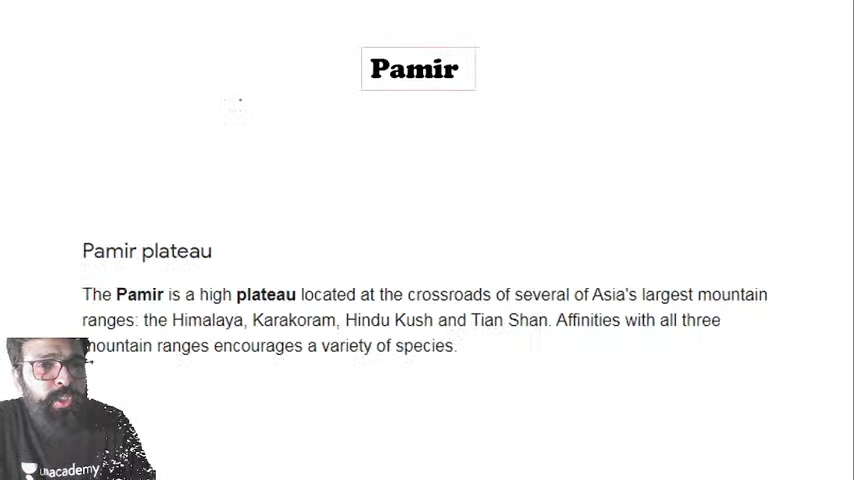 Pamir
Pamir plateau
The Pamir is a high plateau located at the crossroads of several of Asia's largest mountain
ranges: the Himalaya, Karakoram, Hindu Kush and Tian Shan. Affinities with all three
mountain ranges encourages a variety of species.
unacademy